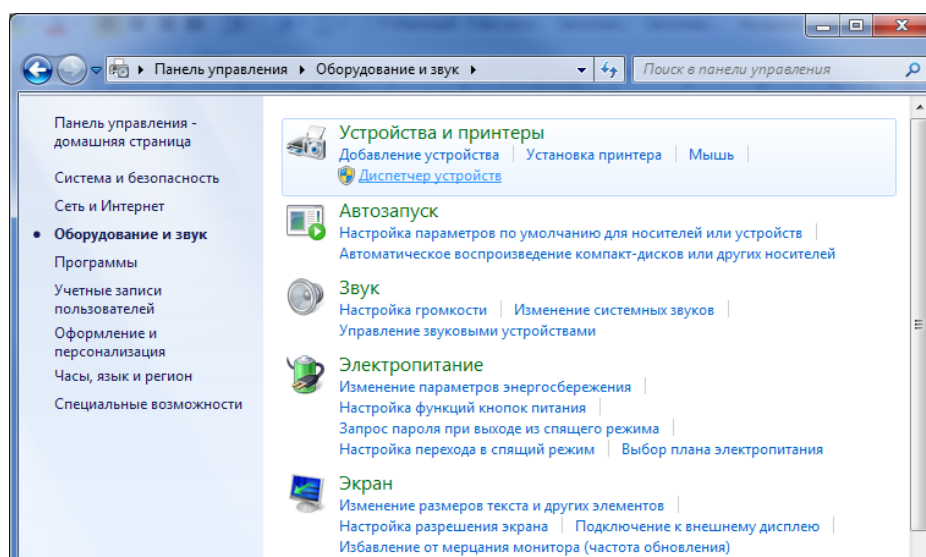 Панель управления ▸ Оборудование и звук ▸
Поиск в панели управления
Панель управления -
домашняя страница
Система и безопасность
Сеть и Интернет
Оборудование и звук
Программы
Учетные записи
пользователей
Оформление и
персонализация
Часы, язык и регион
Специальные возможности
Устройства и принтеры
Добавление устройства Установка принтера Мышь
Диспетчер устройств
Автозапуск
Настройка параметров по умолчанию для носителей или устройств
Автоматическое воспроизведение компакт-дисков или других носителей
Звук
Настройка громкости Изменение системных звуков
Управление звуковыми устройствами
Электропитание
Изменение параметров энергосбережения
Настройка функций кнопок питания
Запрос пароля при выходе из спящего режима
Настройка перехода в спящий режим Выбор плана электропитания
Экран
Изменение размеров текста и других элементов
Настройка разрешения экрана Подключение к внешнему дисплею
Избавление от мерцания монитора (частота обновления)